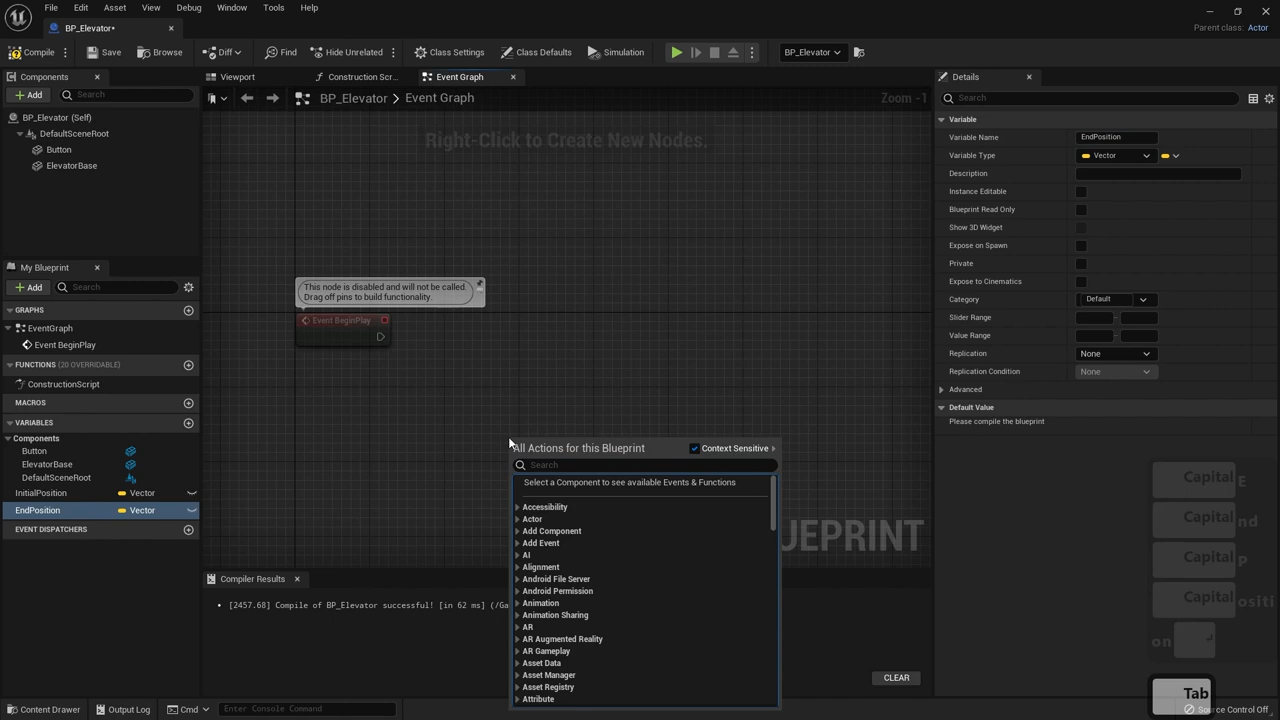 File Edit Asset View Debug Window Tools Help
BP_Elevator*
Parent class: Actor
Compile Save Browse Diff Find Hide Unrelated Class Settings Class Defaults Simulation BP_Elevator
Components Viewport Construction Scr... Event Graph Details
Add Search BP_Elevator > Event Graph Zoom -1 Search
BP_Elevator (Self)
DefaultSceneRoot
Button
ElevatorBase
Right-Click to Create New Nodes.
My Blueprint
Add Search
GRAPHS
EventGraph
Event BeginPlay
FUNCTIONS (20 OVERRIDABLE)
ConstructionScript
MACROS
VARIABLES
Components
Button
ElevatorBase
DefaultSceneRoot
InitialPosition Vector
EndPosition Vector
EVENT DISPATCHERS
This node is disabled and will not be called.
Drag off pins to build functionality.
Event BeginPlay
All Actions for this Blueprint Context Sensitive
Search
Select a Component to see available Events & Functions
Accessibility
Actor
Add Component
Add Event
AI
Alignment
Android File Server
Android Permission
Animation
Animation Sharing
AR
AR Augmented Reality
AR Gameplay
Asset Data
Asset Manager
Asset Registry
Attribute
UEPRINT
Compiler Results
[2457.68] Compile of BP_Elevator successful! [in 62 ms] (/Ga
CLEAR
Variable
Variable Name EndPosition
Variable Type Vector
Description
Instance Editable
Blueprint Read Only
Show 3D Widget
Expose on Spawn
Private
Expose to Cinematics
Category Default
Slider Range
Value Range
Replication None
Replication Condition None
Advanced
Default Value
Please compile the blueprint
Capital E
Capital nd
Capital P
Capital ositi
on
Tab
Content Drawer Output Log Cmd Enter Console Command Source Control Off